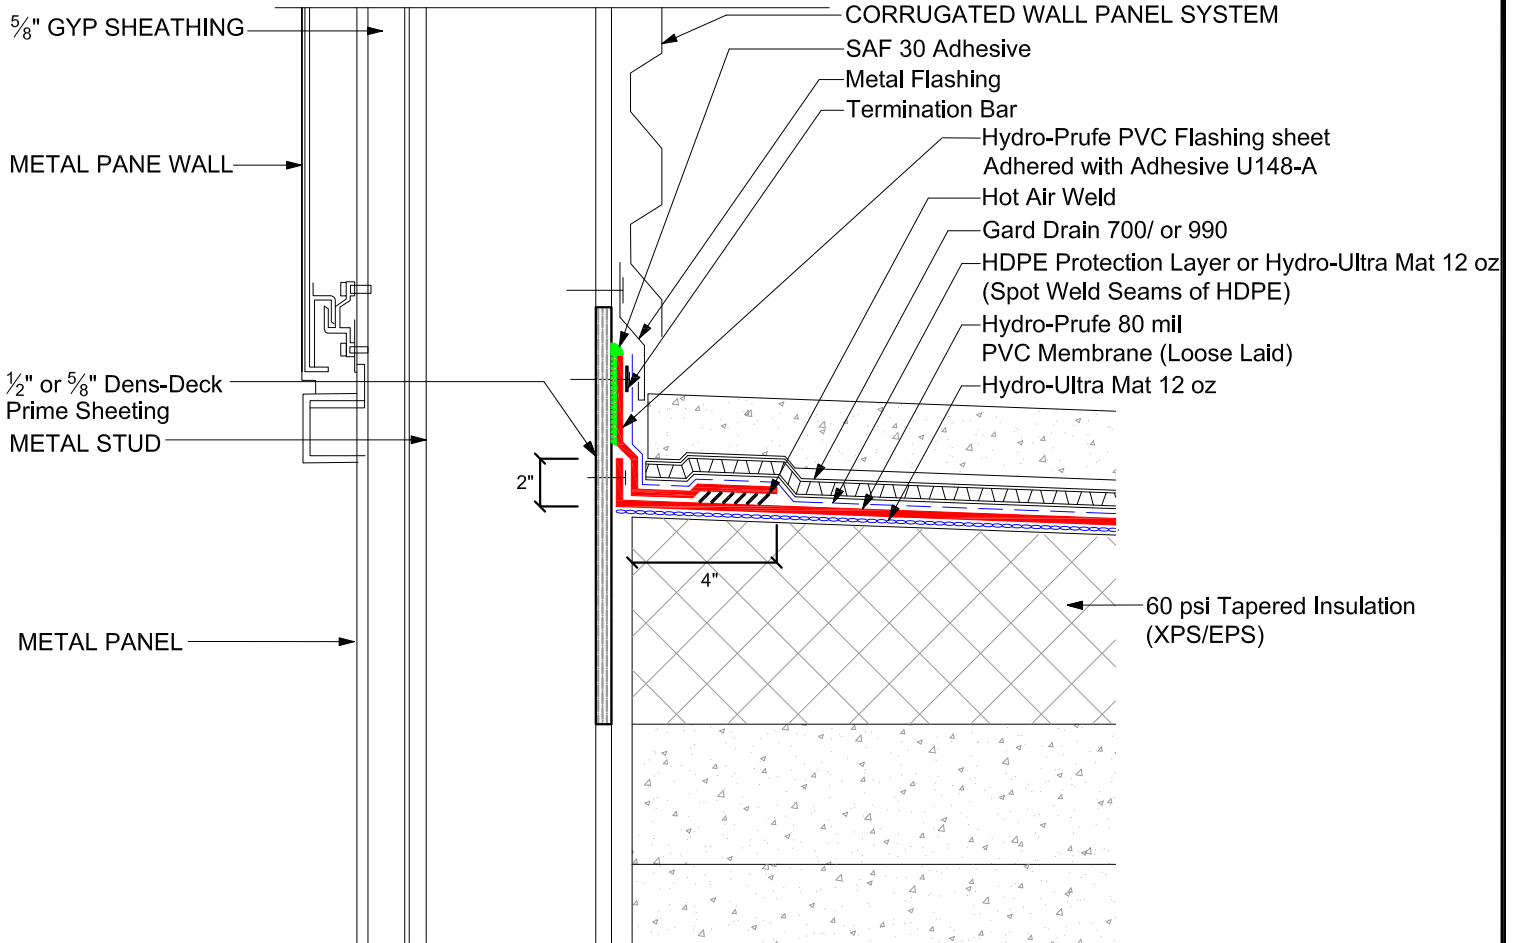 ⅝" GYP SHEATHING
METAL PANE WALL
½" or ⅝" Dens-Deck
Prime Sheeting
METAL STUD
METAL PANEL
CORRUGATED WALL PANEL SYSTEM
SAF 30 Adhesive
Metal Flashing
Termination Bar
Hydro-Prufe PVC Flashing sheet
Adhered with Adhesive U148-A
Hot Air Weld
Gard Drain 700/ or 990
HDPE Protection Layer or Hydro-Ultra Mat 12 oz
(Spot Weld Seams of HDPE)
Hydro-Prufe 80 mil
PVC Membrane (Loose Laid)
Hydro-Ultra Mat 12 oz
2"
4"
60 psi Tapered Insulation
(XPS/EPS)